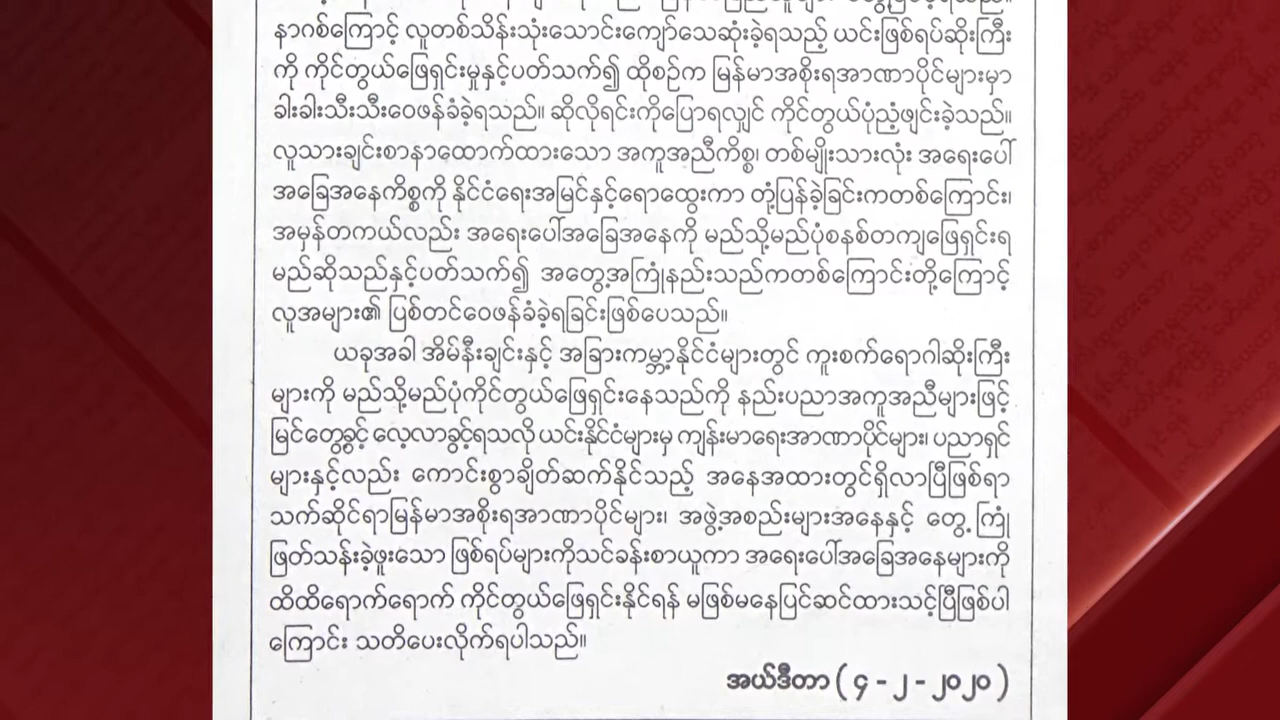 နာဂစ်ကြောင့် လူတစ်သိန်းသုံးသောင်းကျော်သေဆုံးခဲ့ရသည့် ယင်းဖြစ်ရပ်ဆိုးကြီး
ကို ကိုင်တွယ်ဖြေရှင်းမှုနှင့်ပတ်သက်၍ ထိုစဉ်က မြန်မာအစိုးရအာဏာပိုင်များမှာ
ခါးခါးသီးသီးဝေဖန်ခံခဲ့ရသည်။ ဆိုလိုရင်းကိုပြောရလျှင် ကိုင်တွယ်ပုံညံ့ဖျင်းခဲ့သည်။
လူသားချင်းစာနာထောက်ထားသော အကူအညီကိစ္စ၊ တစ်မျိုးသားလုံး အရေးပေါ်
အခြေအနေကိစ္စကို နိုင်ငံရေးအမြင်နှင့်ရောထွေးကာ တုံ့ပြန်ခဲ့ခြင်းကတစ်ကြောင်း၊
အမှန်တကယ်လည်း အရေးပေါ်အခြေအနေကို မည်သို့မည်ပုံစနစ်တကျဖြေရှင်းရ
မည်ဆိုသည်နှင့်ပတ်သက်၍ အတွေ့အကြုံနည်းသည်ကတစ်ကြောင်းတို့ကြောင့်
လူအများ၏ ပြစ်တင်ဝေဖန်ခံခဲ့ရခြင်းဖြစ်ပေသည်။
ယခုအခါ အိမ်နီးချင်းနှင့် အခြားကမ္ဘာ့နိုင်ငံများတွင် ကူးစက်ရောဂါဆိုးကြီး
များကို မည်သို့မည်ပုံကိုင်တွယ်ဖြေရှင်းနေသည်ကို နည်းပညာအကူအညီများဖြင့်
မြင်တွေ့ခွင့် လေ့လာခွင့်ရသလို ယင်းနိုင်ငံများမှ ကျန်းမာရေးအာဏာပိုင်များ၊ ပညာရှင်
များနှင့်လည်း ကောင်းစွာချိတ်ဆက်နိုင်သည့် အနေအထားတွင်ရှိလာပြီဖြစ်ရာ
သက်ဆိုင်ရာမြန်မာအစိုးရအာဏာပိုင်များ၊ အဖွဲ့အစည်းများအနေနှင့် တွေ့ ကြုံ
ဖြတ်သန်းခဲ့ဖူးသော ဖြစ်ရပ်များကိုသင်ခန်းစာယူကာ အရေးပေါ်အခြေအနေများကို
ထိထိရောက်ရောက် ကိုင်တွယ်ဖြေရှင်းနိုင်ရန် မဖြစ်မနေပြင်ဆင်ထားသင့်ပြီဖြစ်ပါ
ကြောင်း သတိပေးလိုက်ရပါသည်။
အယ်ဒီတာ ( ၄ - ၂ - ၂၀၂၀ )